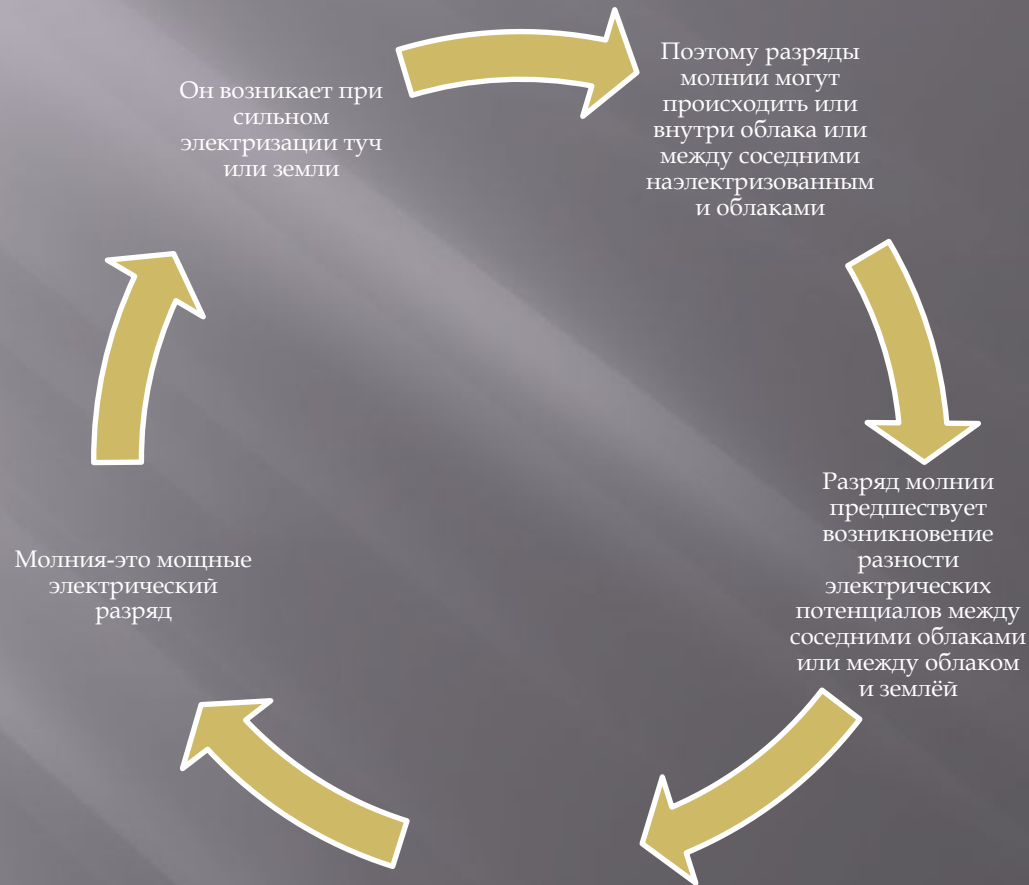 Он возникает при
сильном
электризации туч
или земли
Поэтому разряды
молнии могут
происходить или
внутри облака или
между соседними
наэлектризованным
и облаками
Разряд молнии
предшествует
возникновение
разности
электрических
потенциалов между
соседними облаками
или между облаком
и землёй
Молния-это мощные
электрический
разряд